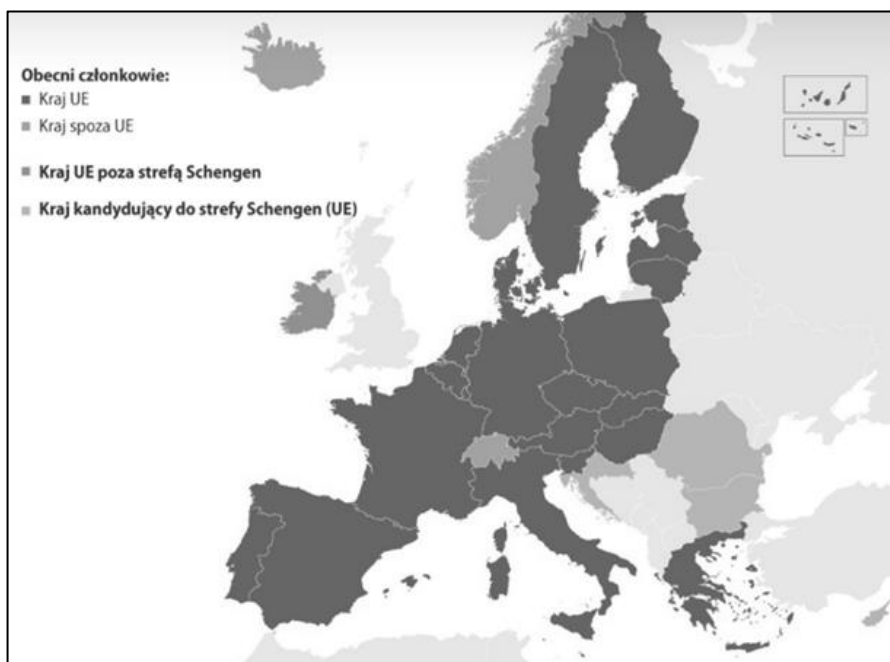 Obecni członkowie:
Kraj UE
Kraj spoza UE
Kraj UE poza strefą Schengen
Kraj kandydujący do strefy Schengen (UE)